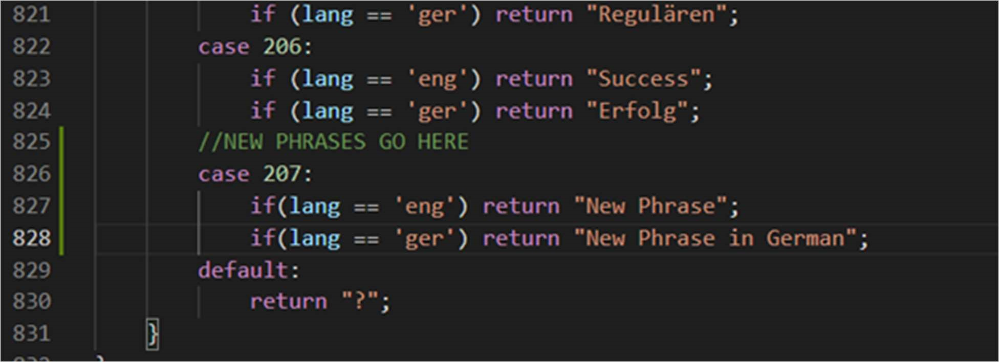 821 if (lang == 'ger') return "Regulären";
822 case 206:
823 if (lang == 'eng') return "Success";
824 if (lang == 'ger') return "Erfolg";
825 //NEW PHRASES GO HERE
826 case 207:
827 if(lang == 'eng') return "New Phrase";
828 if(lang == 'ger') return "New Phrase in German";
829 default:
830 return "?";
831 }